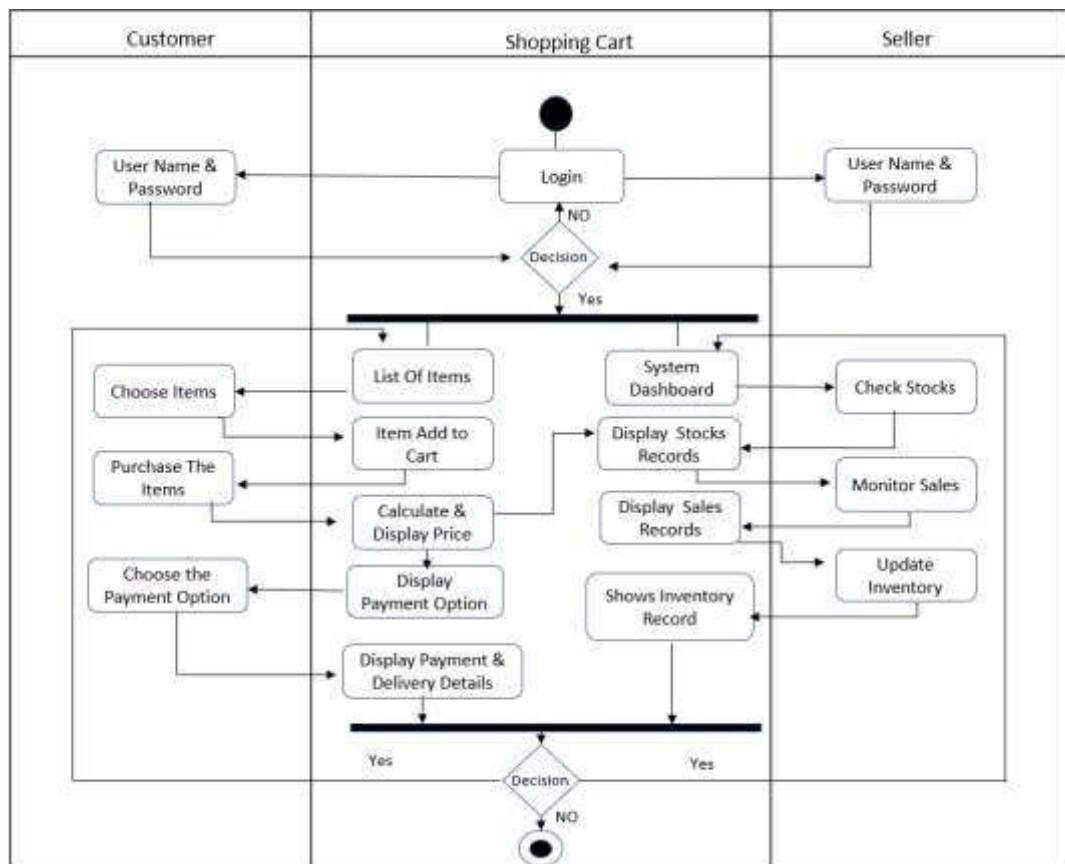 Customer
Shopping Cart
Seller
User Name &
Password
Login
User Name &
Password
NO
Decision
Yes
List Of Items
System
Dashboard
Choose Items
Check Stocks
Item Add to
Cart
Display Stocks
Records
Purchase The
Items
Monitor Sales
Calculate &
Display Price
Display Sales
Records
Choose the
Payment Option
Display
Payment Option
Update
Inventory
Shows Inventory
Record
Display Payment &
Delivery Details
Yes
Decision
Yes
NO